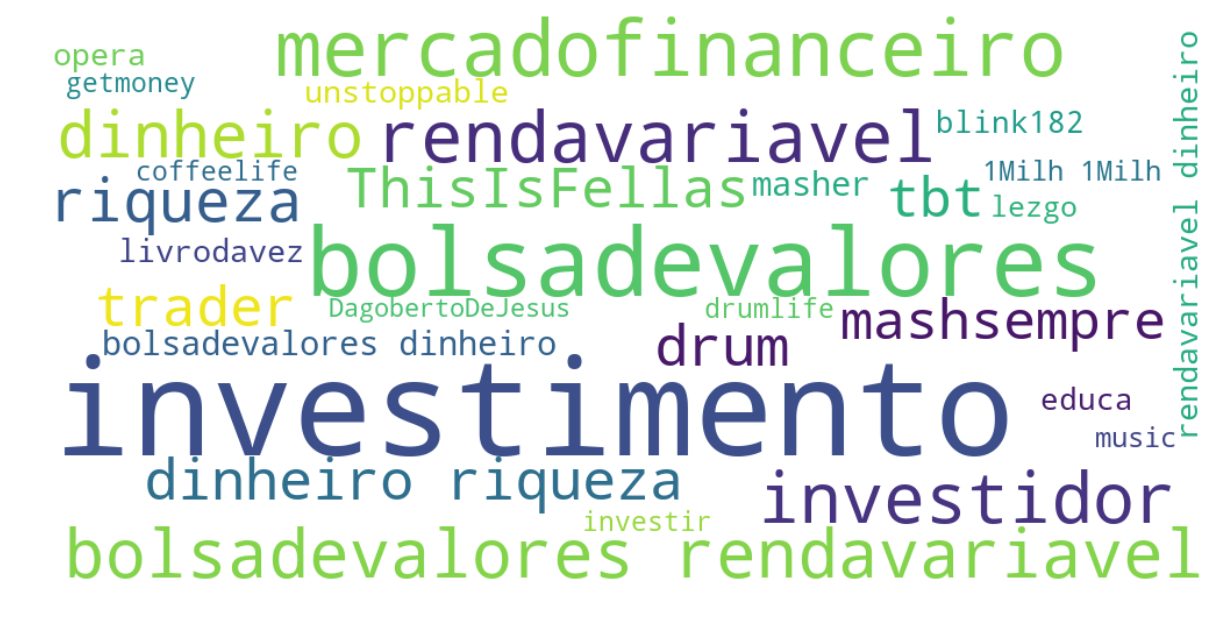 mercadofinanceiro
opera
getmoney
unstoppable
dinheiro
rendavariavel
blink182
coffeelife
riqueza
ThisIsFellas
masher
tbt
1Milh 1Milh
lezgo
livrodavez
bolsadevalores
trader
DagobertoDeJesus
drumlife
mashsempre
bolsadevalores dinheiro
drum
investimento
educa
music
rendavariavel dinheiro
dinheiro riqueza
investidor
investir
bolsadevalores rendavariavel